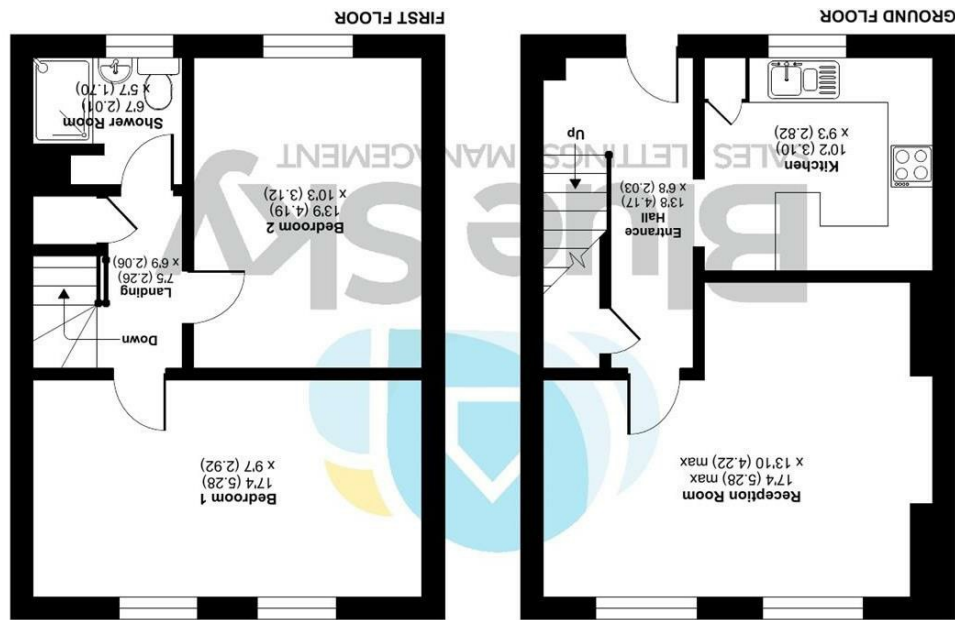 Reception Room
17'4 (5.28) max
x 13'10 (4.22) max
Kitchen
10'2 (3.10)
x 9'3 (2.82)
Entrance
Hall
13'8 (4.17)
x 6'8 (2.03)
Up
GROUND FLOOR
Bedroom 1
17'4 (5.28)
x 9'7 (2.92)
Down
Landing
7'5 (2.26)
x 6'9 (2.06)
Bedroom 2
13'9 (4.19)
x 10'3 (3.12)
Shower Room
6'7 (2.01)
x 5'7 (1.70)
FIRST FLOOR
BlueSky
SALES LETTINGS MANAGEMENT